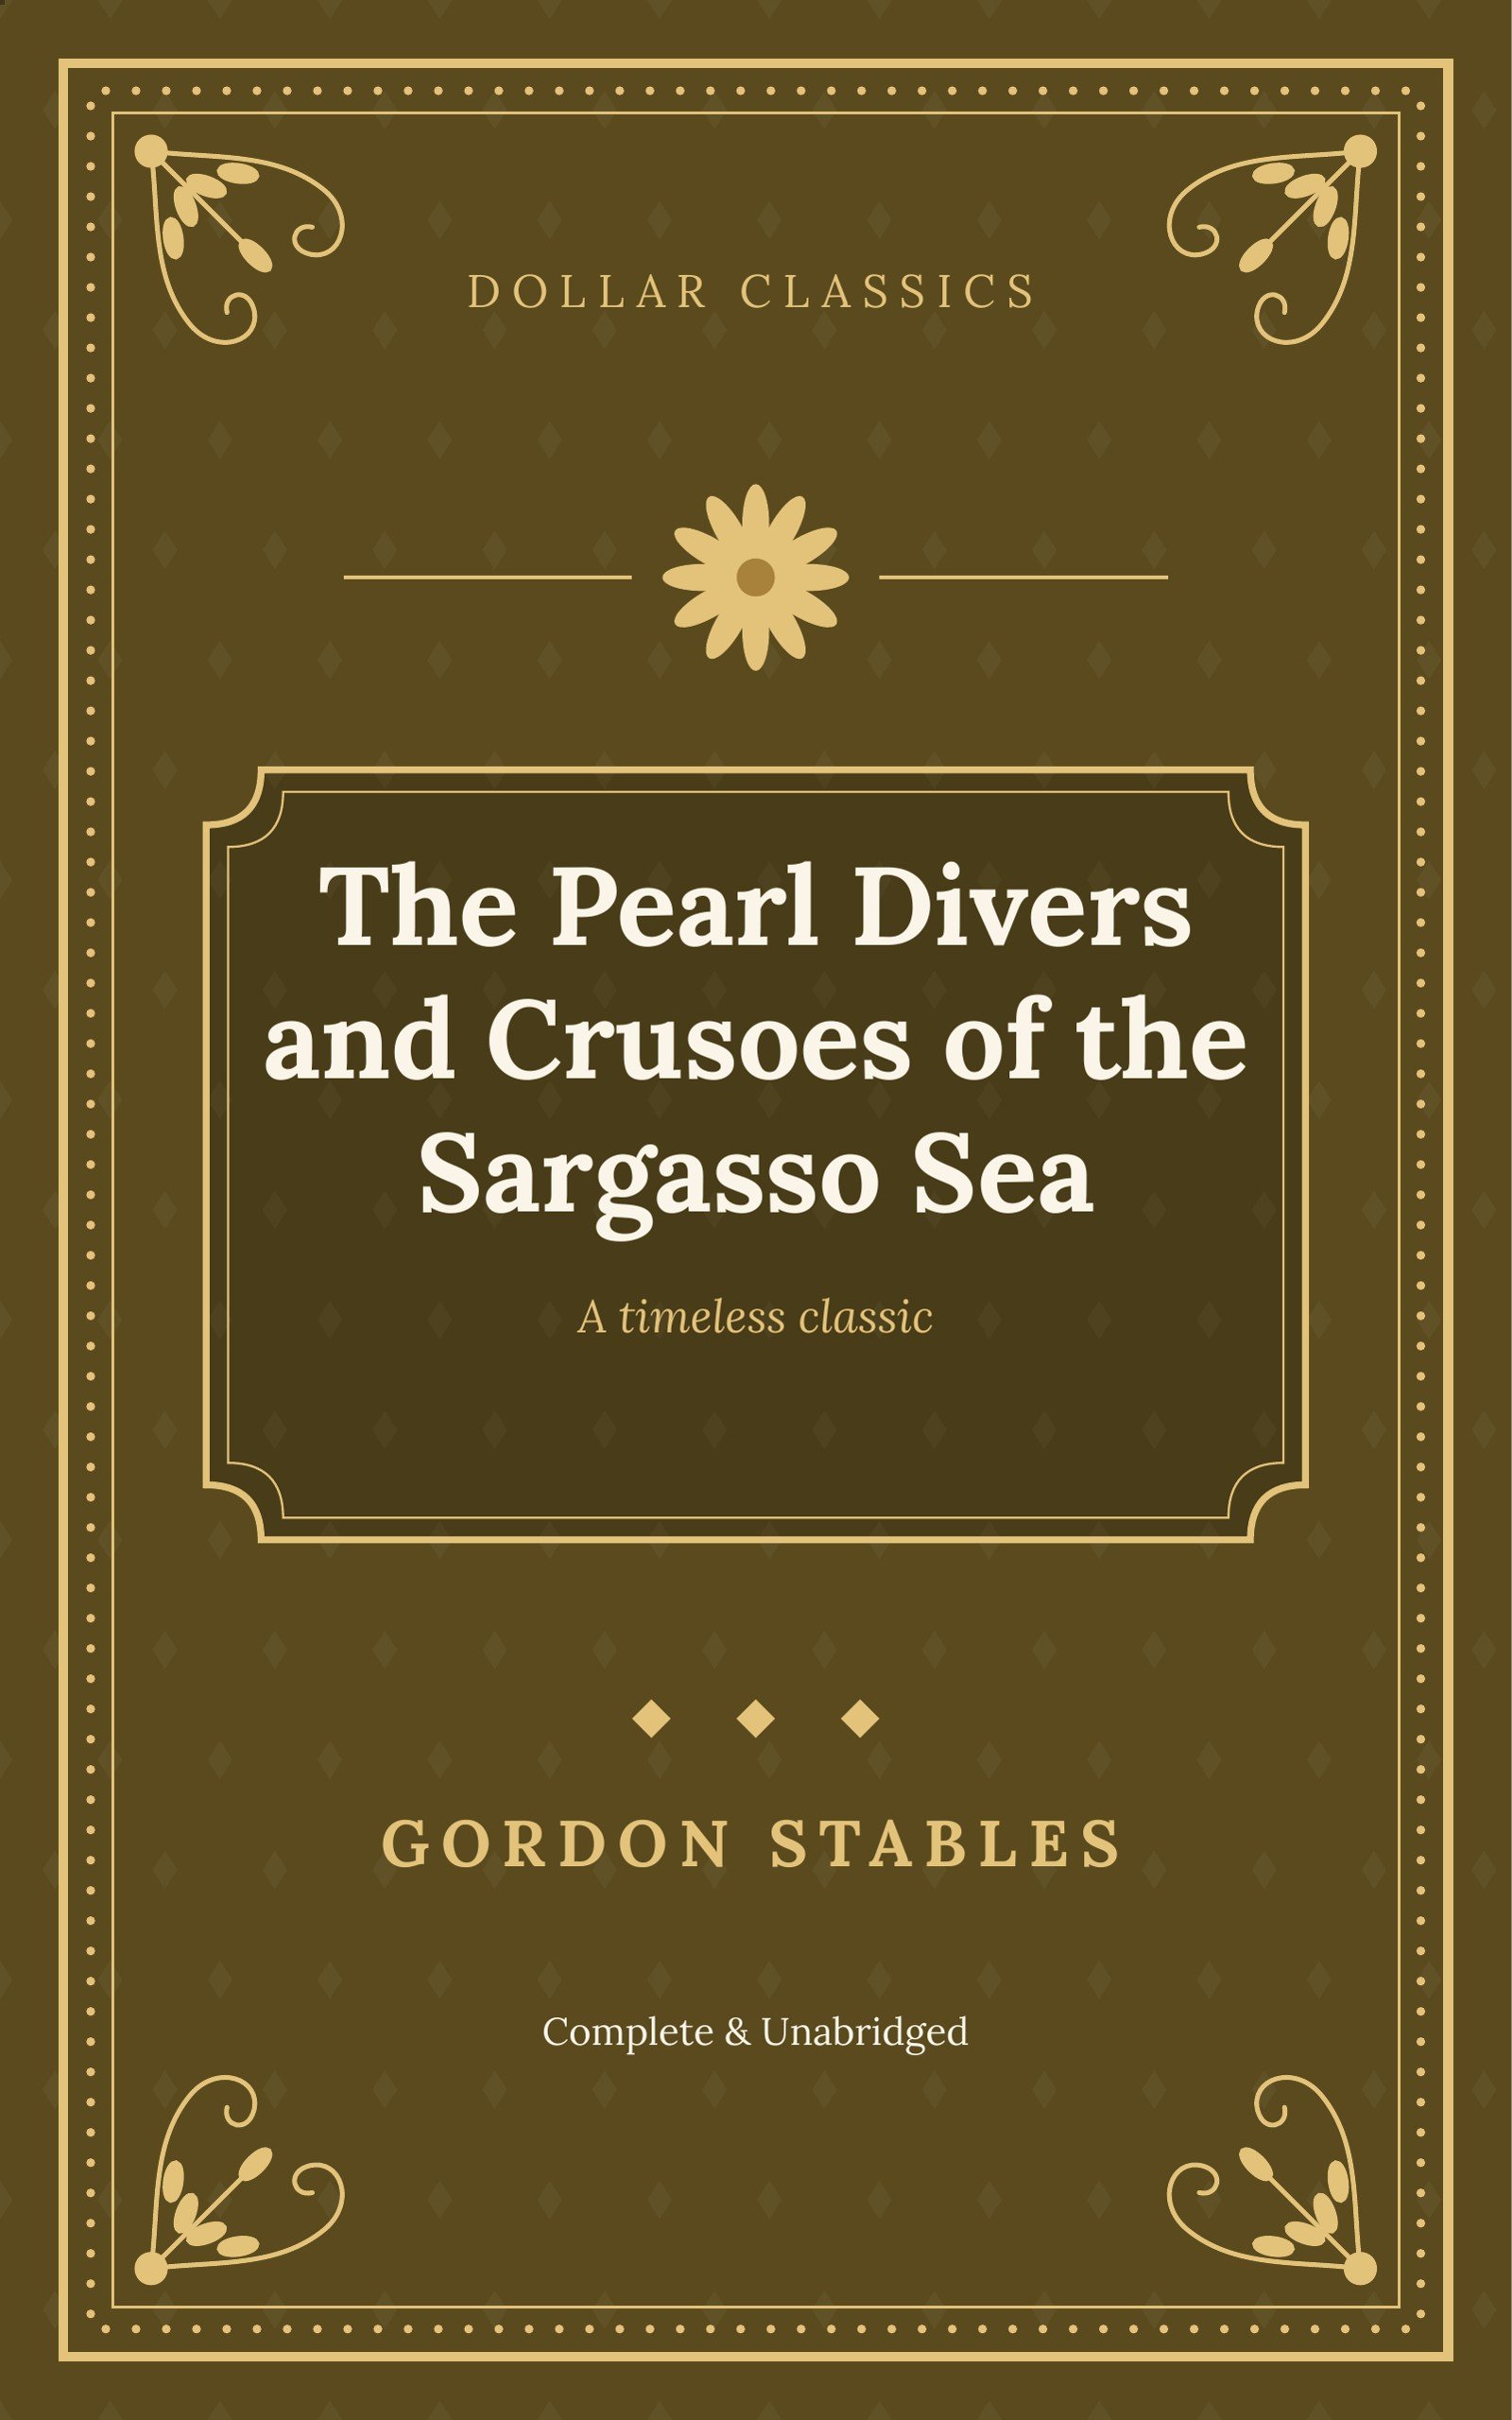 DOLLAR CLASSICS
The Pearl Divers
and Crusoes of the
Sargasso Sea
A timeless classic
GORDON STABLES
Complete & Unabridged